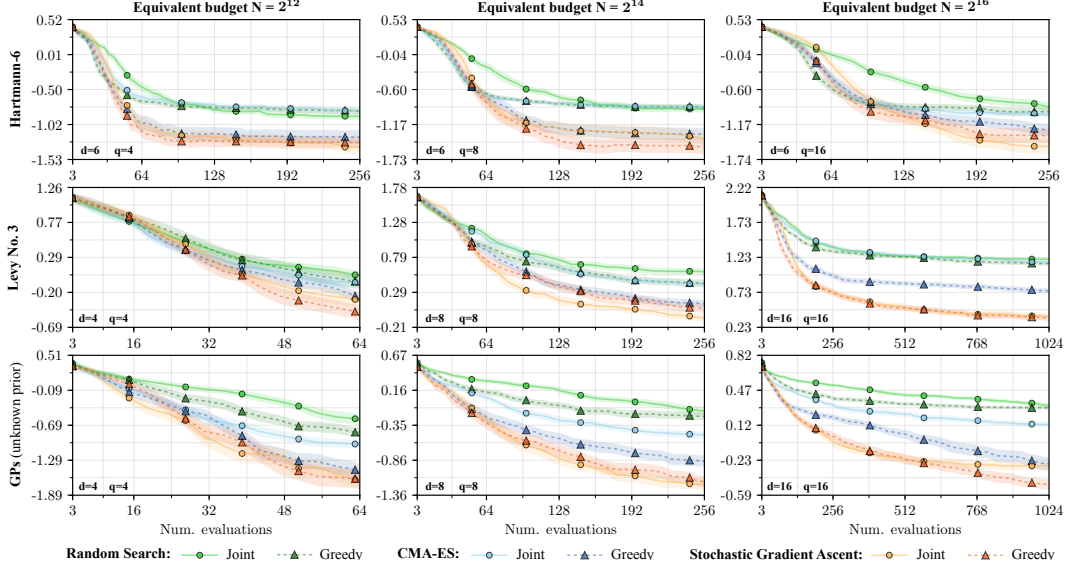 Equivalent budget N = 2^12 Equivalent budget N = 2^14 Equivalent budget N = 2^16
Hartmann-6
0.52 0.01 -0.50 -1.02 -1.53
d=6 q=4
3 64 128 192 256
0.53 -0.04 -0.60 -1.17 -1.73
d=6 q=8
3 64 128 192 256
0.52 -0.04 -0.60 -1.17 -1.74
d=6 q=16
3 64 128 192 256
Levy No. 3
1.26 0.77 0.29 -0.20 -0.69
d=4 q=4
3 16 32 48 64
1.78 1.28 0.79 0.29 -0.21
d=8 q=8
3 64 128 192 256
2.22 1.73 1.23 0.73 0.23
d=16 q=16
3 256 512 768 1024
GPs (unknown prior)
0.51 -0.09 -0.69 -1.29 -1.89
d=4 q=4
3 16 32 48 64
0.67 0.16 -0.35 -0.86 -1.36
d=8 q=8
3 64 128 192 256
0.82 0.47 0.12 -0.23 -0.59
d=16 q=16
3 256 512 768 1024
Num. evaluations Num. evaluations Num. evaluations
Random Search: Joint Greedy CMA-ES: Joint Greedy Stochastic Gradient Ascent: Joint Greedy